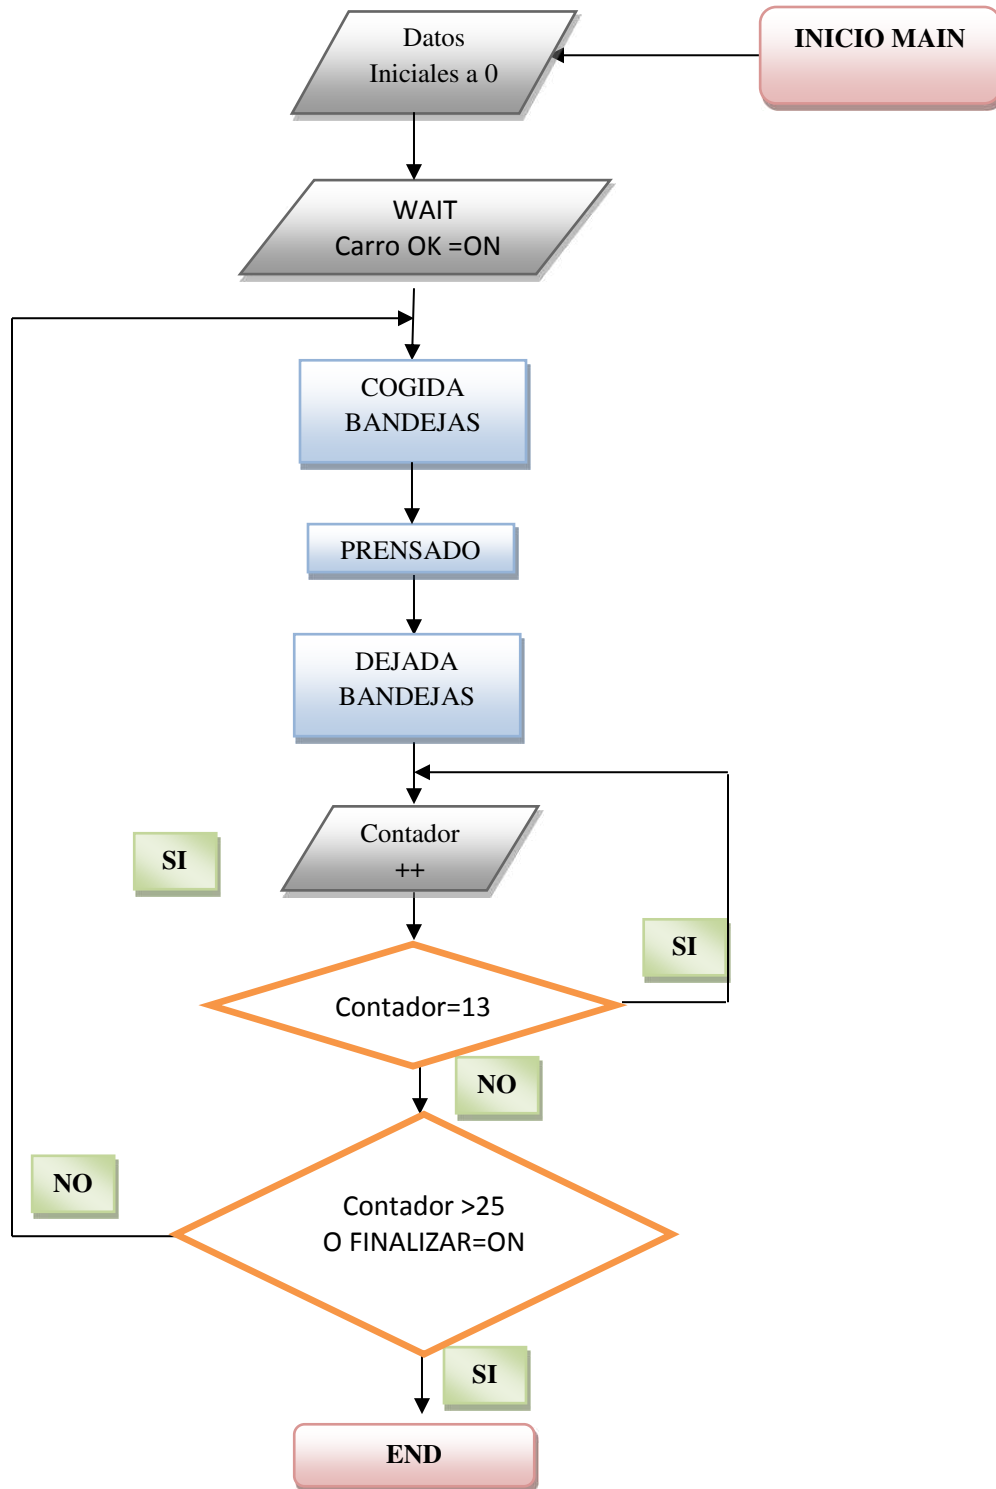 INICIO MAIN
Datos
Iniciales a 0
WAIT
Carro OK =ON
COGIDA
BANDEJAS
PRENSADO
DEJADA
BANDEJAS
Contador
++
SI
SI
Contador=13
NO
NO
Contador >25
O FINALIZAR=ON
SI
END